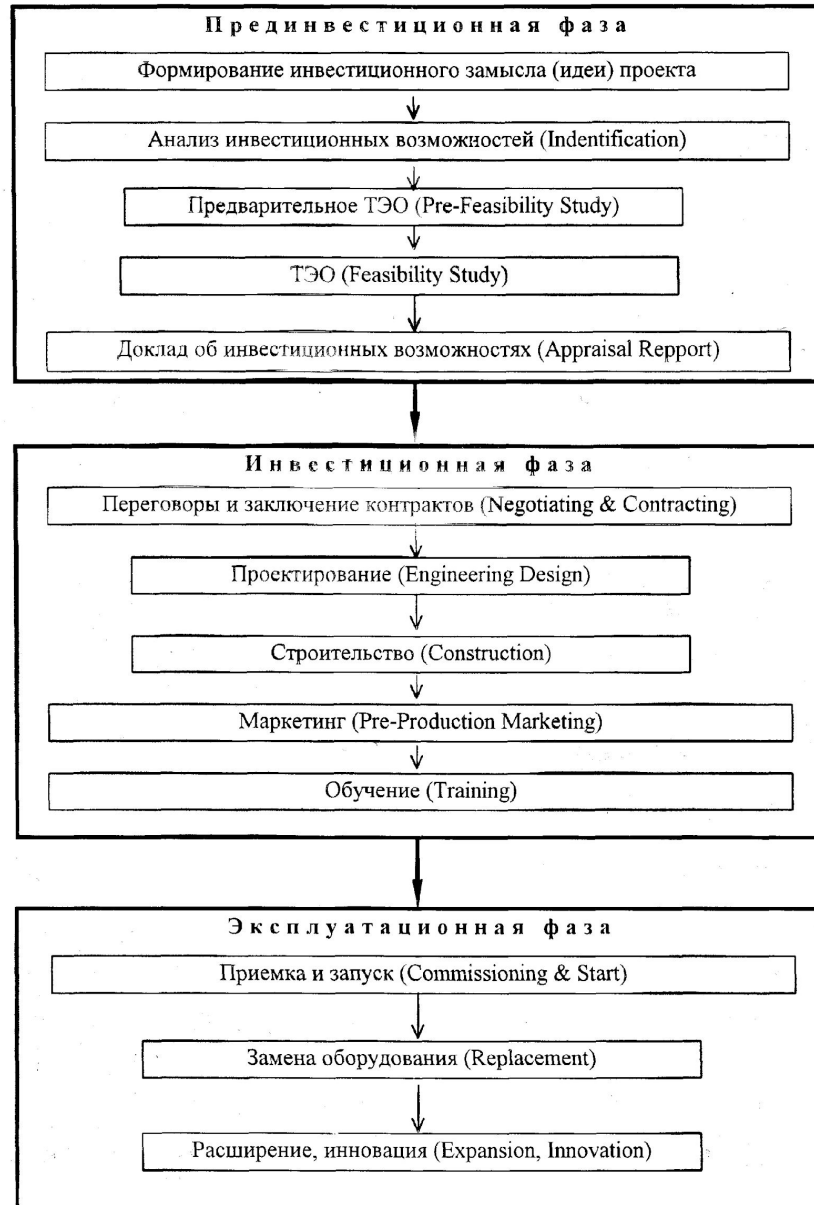 Прединвестиционная фаза
Формирование инвестиционного замысла (идеи) проекта
Анализ инвестиционных возможностей (Indentification)
Предварительное ТЭО (Pre-Feasibility Study)
ТЭО (Feasibility Study)
Доклад об инвестиционных возможностях (Appraisal Repport)
Инвестиционная фаза
Переговоры и заключение контрактов (Negotiating & Contracting)
Проектирование (Engineering Design)
Строительство (Construction)
Маркетинг (Pre-Production Marketing)
Обучение (Training)
Эксплуатационная фаза
Приемка и запуск (Commissioning & Start)
Замена оборудования (Replacement)
Расширение, инновация (Expansion, Innovation)